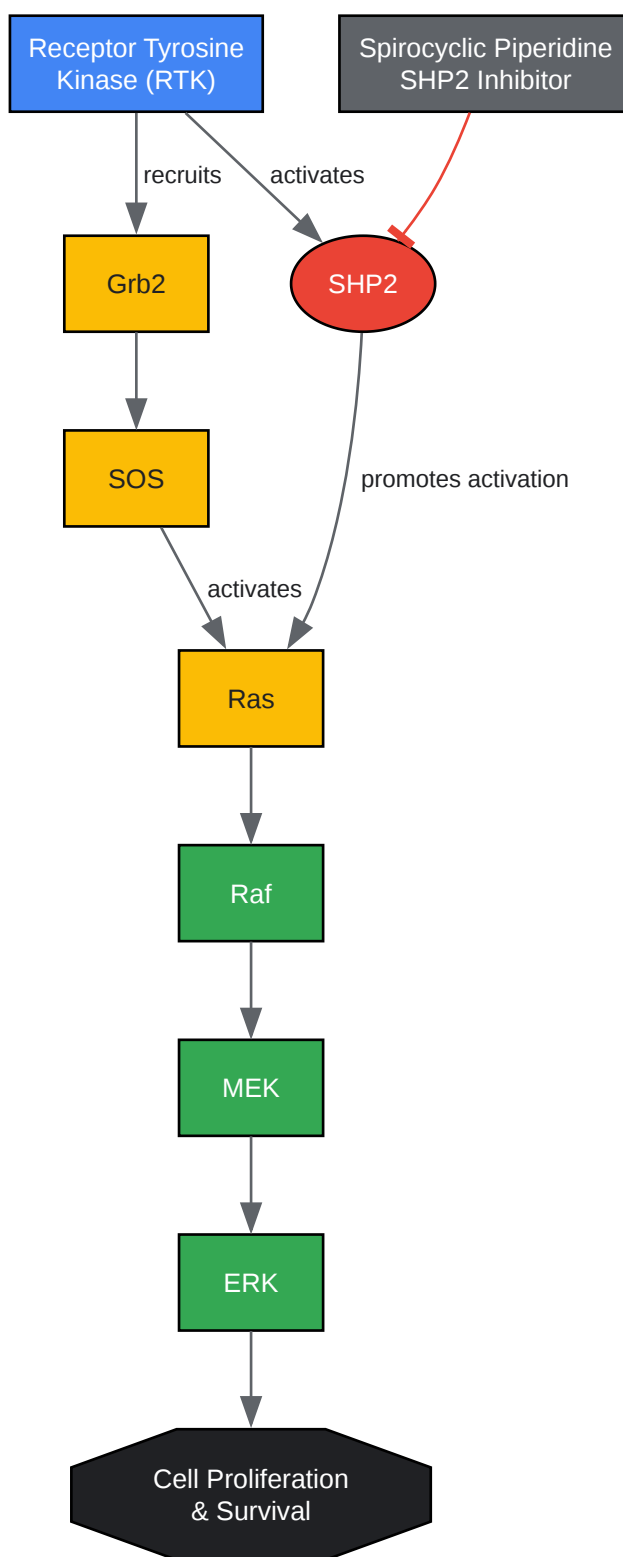 Receptor Tyrosine
Kinase (RTK)
Spirocyclic Piperidine
SHP2 Inhibitor
recruits
activates
Grb2
SHP2
SOS
promotes activation
activates
Ras
Raf
MEK
ERK
Cell Proliferation
& Survival